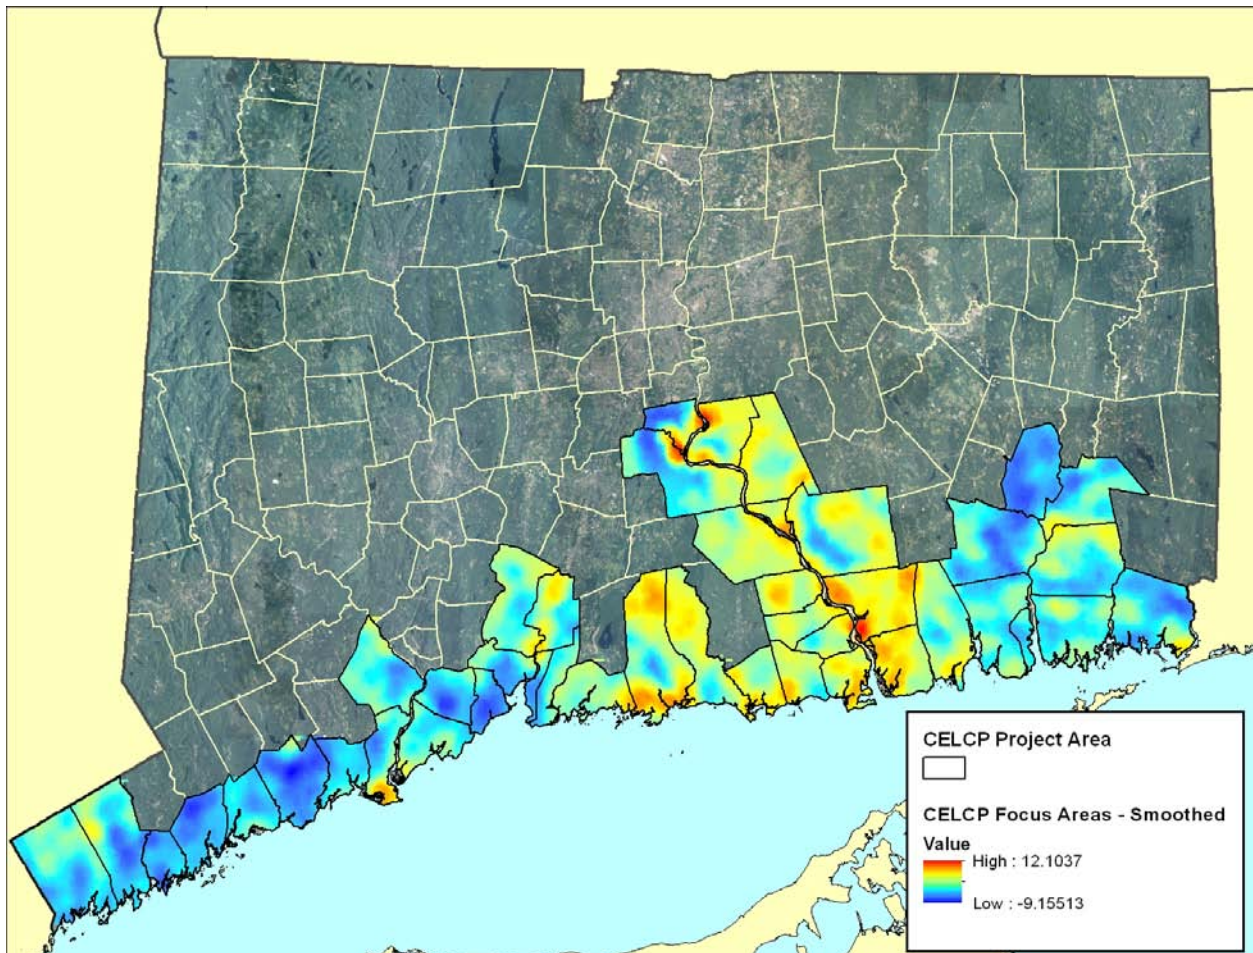 CELCP Project Area
CELCP Focus Areas - Smoothed
Value
High : 12.1037
Low : -9.15513